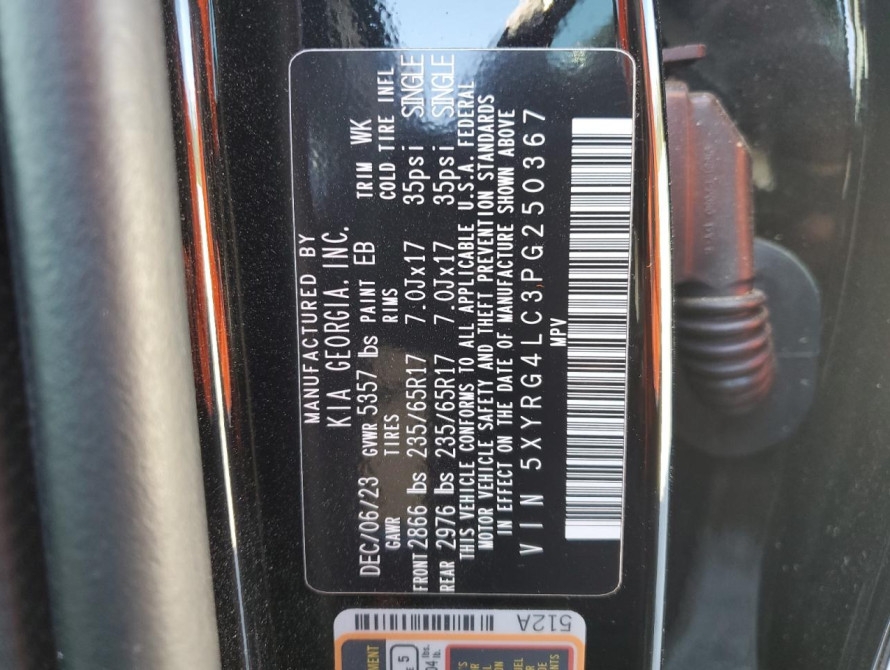 MANUFACTURED BY
KIA GEORGIA, INC.
DEC/06/23 GVWR 5357 lbs PAINT EB TRIM WK
GAWR TIRES RIMS COLD TIRE INFL
FRONT 2866 lbs 235/65R17 7.0Jx17 35psi SINGLE
REAR 2976 lbs 235/65R17 7.0Jx17 35psi SINGLE
THIS VEHICLE CONFORMS TO ALL APPLICABLE U.S.A. FEDERAL
MOTOR VEHICLE SAFETY AND THEFT PREVENTION STANDARDS
IN EFFECT ON THE DATE OF MANUFACTURE SHOWN ABOVE
VIN 5XYRG4LC3PG250367
MPV
512A
5